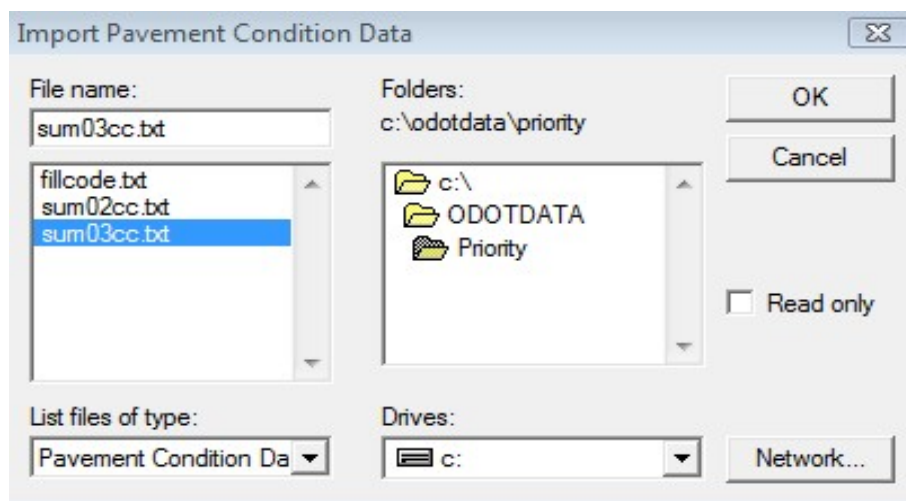 Import Pavement Condition Data
File name:
sum03cc.txt
fillcode.txt
sum02cc.txt
sum03cc.txt
List files of type:
Pavement Condition Da
Folders:
c:\odotdata\priority
c:\
ODOTDATA
Priority
Drives:
c:
OK
Cancel
Read only
Network...